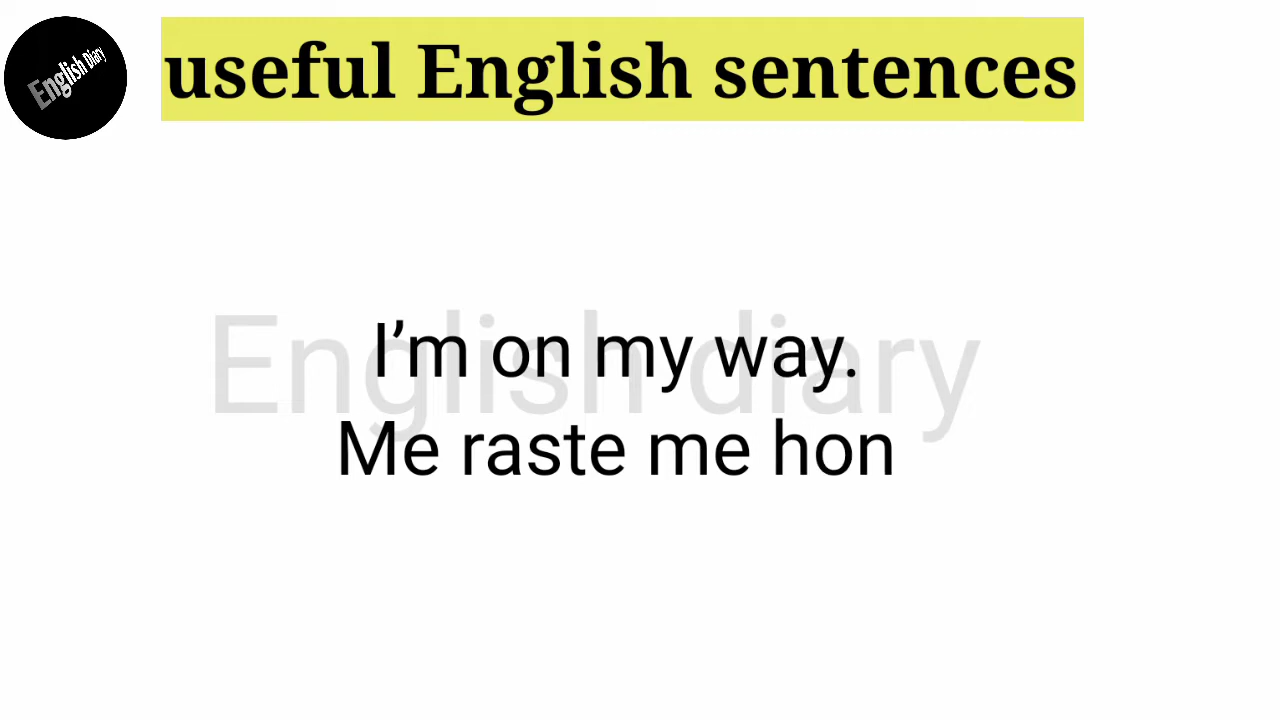 English Diary
useful English sentences
English diary
I’m on my way.
Me raste me hon